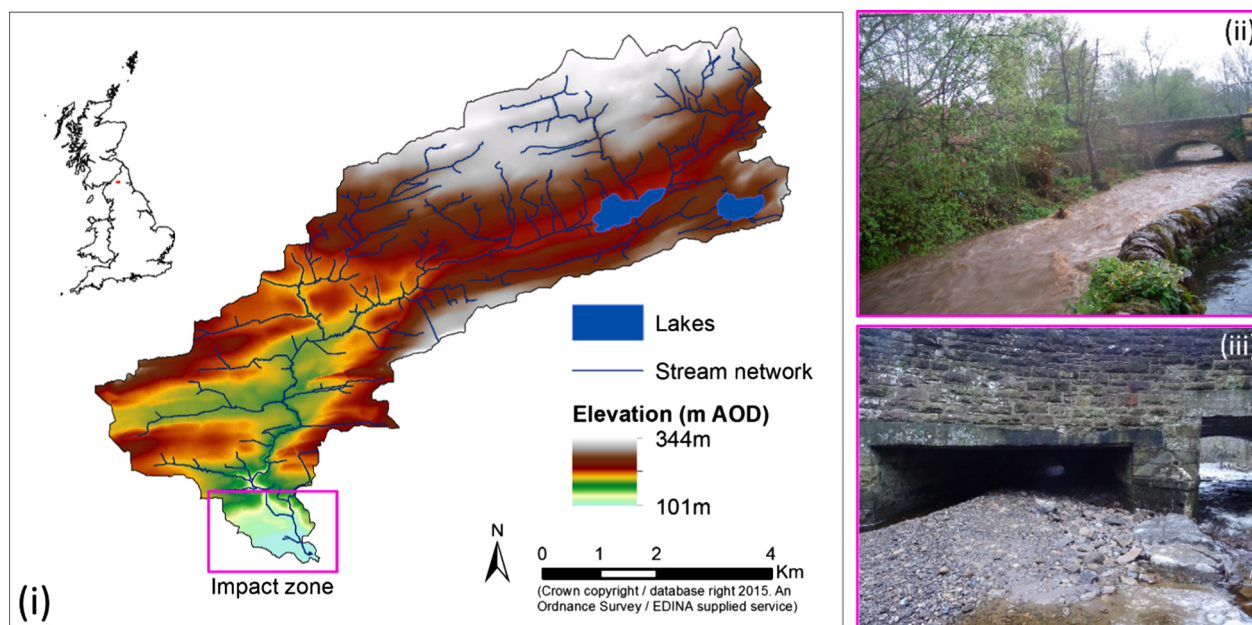 (i)
Lakes
Stream network
Elevation (m AOD)
344m
101m
Impact zone
N
0 1 2 4
Km
(Crown copyright / database right 2015. An
Ordnance Survey / EDINA supplied service)
(ii)
(iii)